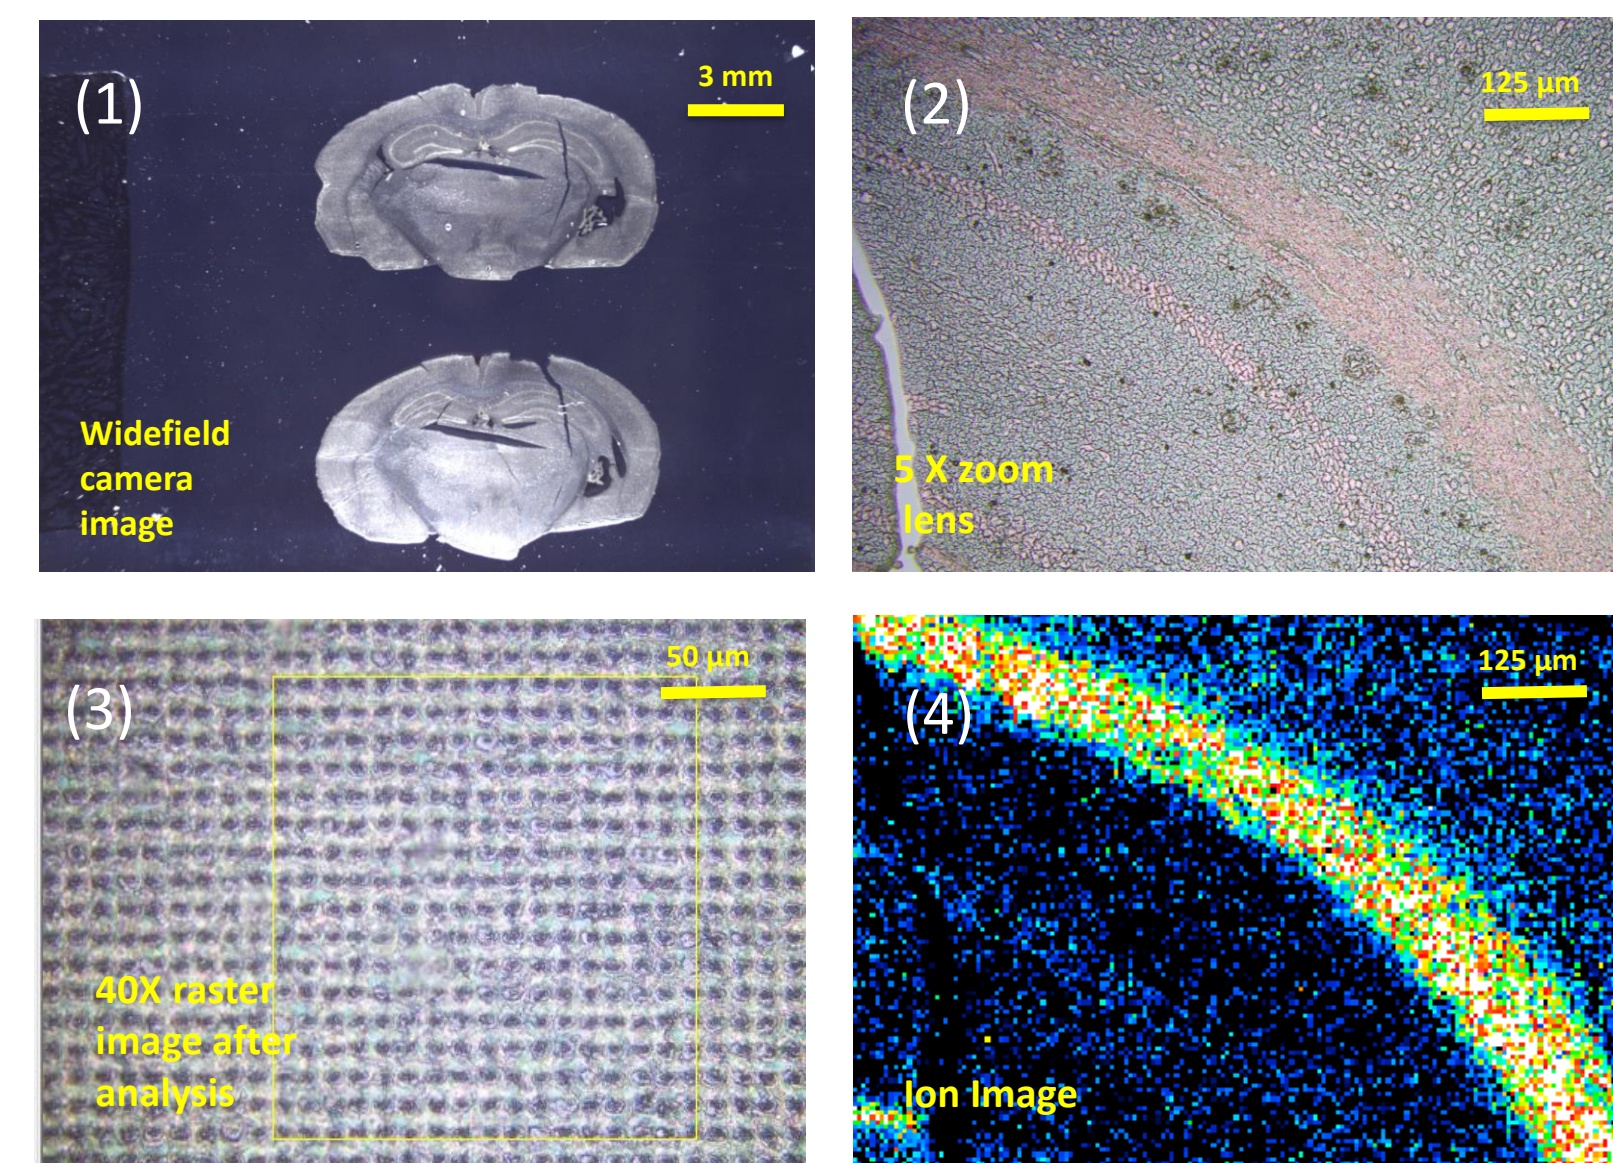 (1)
3 mm
Widefield
camera
image
(2)
125 µm
5 X zoom
lens
(3)
50 µm
40X raster
image after
analysis
(4)
125 µm
Ion Image